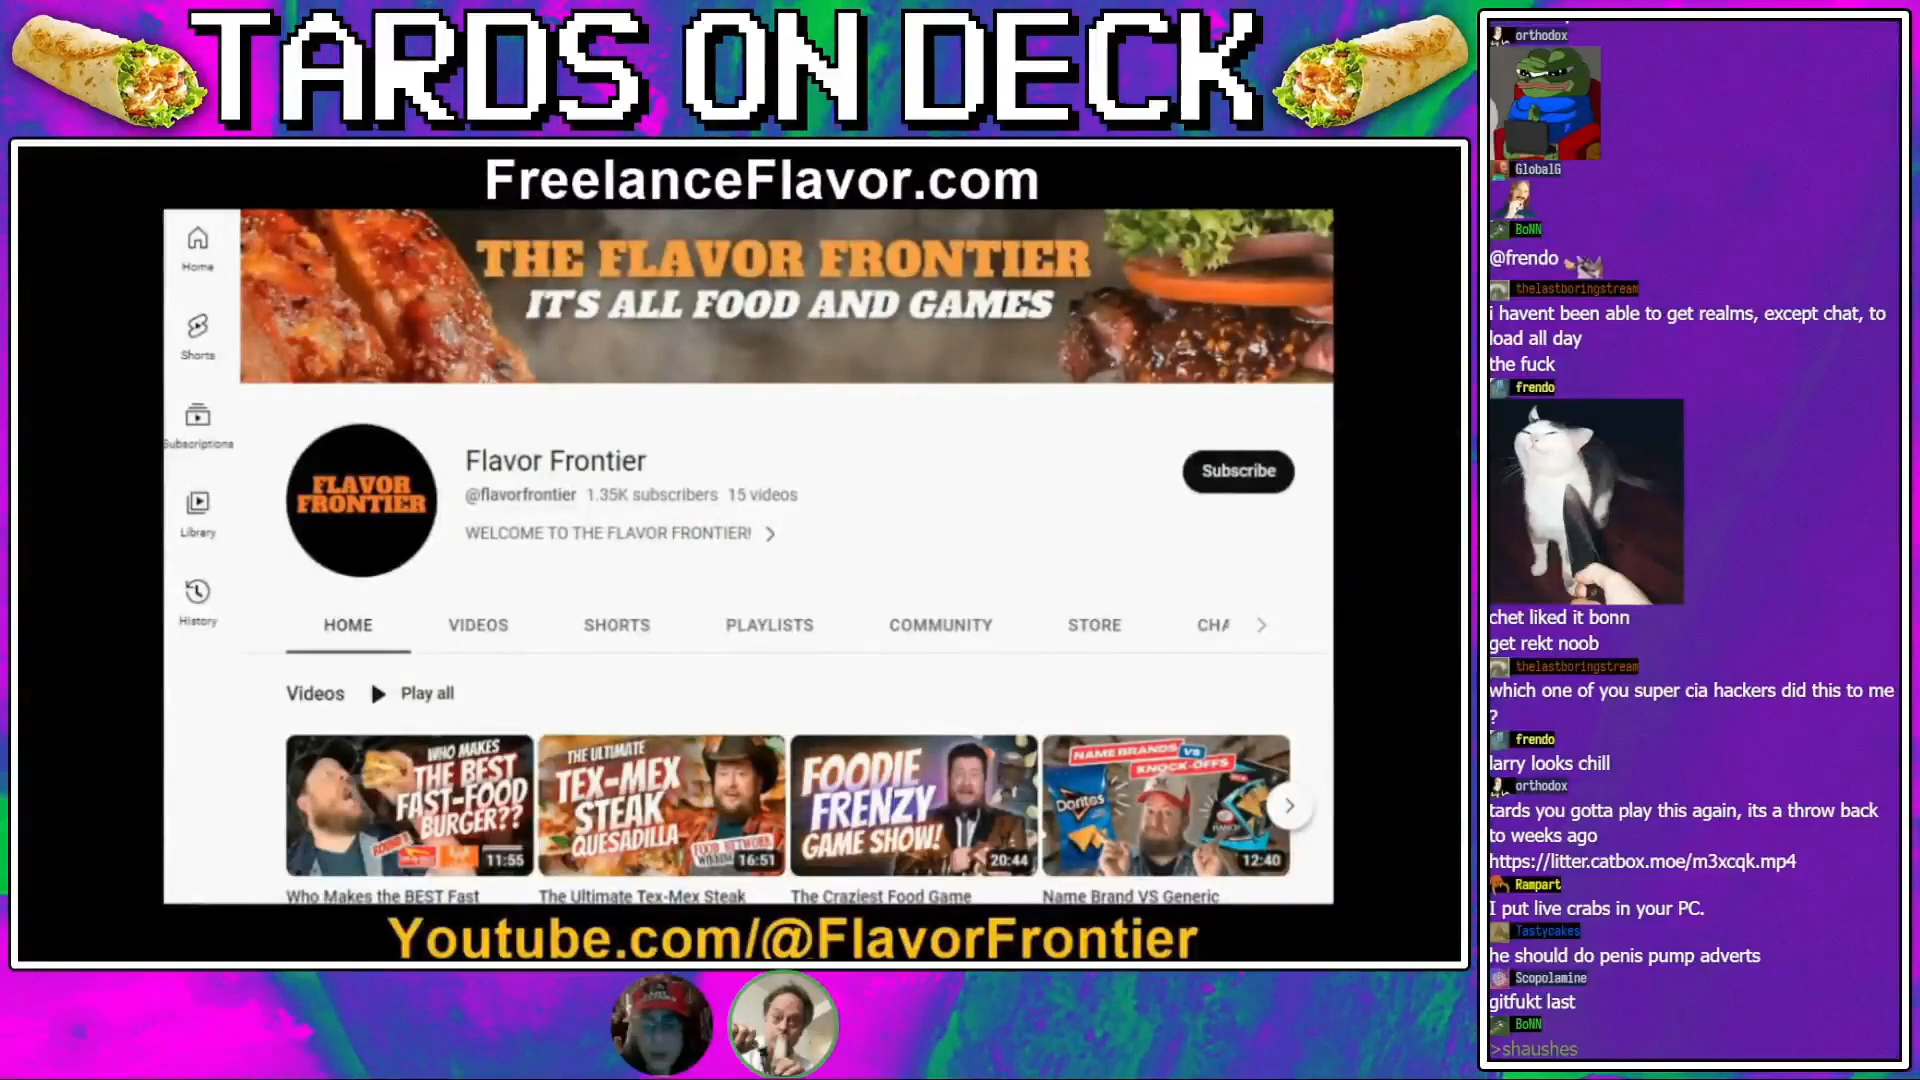 TARDS ON DECK
FreelanceFlavor.com
Home
Shorts
Subscriptions
Library
History
THE FLAVOR FRONTIER
IT'S ALL FOOD AND GAMES
FLAVOR
FRONTIER
Flavor Frontier
@flavorfrontier 1.35K subscribers 15 videos
WELCOME TO THE FLAVOR FRONTIER!
Subscribe
HOME VIDEOS SHORTS PLAYLISTS COMMUNITY STORE CHA
Videos Play all
WHO MAKES
THE BEST
FAST-FOOD
BURGER??
11:55
THE ULTIMATE
TEX-MEX
STEAK
QUESADILLA
FOOD NETWORK
16:51
FOODIE
FRENZY
GAME SHOW!
20:44
NAME BRANDS VS
KNOCK-OFFS
Doritos
12:40
Who Makes the BEST Fast
The Ultimate Tex-Mex Steak
The Craziest Food Game
Name Brand VS Generic
Youtube.com/@FlavorFrontier
orthodox
GlobalG
BoNN
@frendo
thelastboringstream
i havent been able to get realms, except chat, to
load all day
the fuck
frendo
chet liked it bonn
get rekt noob
thelastboringstream
which one of you super cia hackers did this to me
?
frendo
larry looks chill
orthodox
tards you gotta play this again, its a throw back
to weeks ago
https://litter.catbox.moe/m3xcqk.mp4
Rampart
I put live crabs in your PC.
Tastycakes
he should do penis pump adverts
Scopolamine
gitfukt last
BoNN
>shaushes